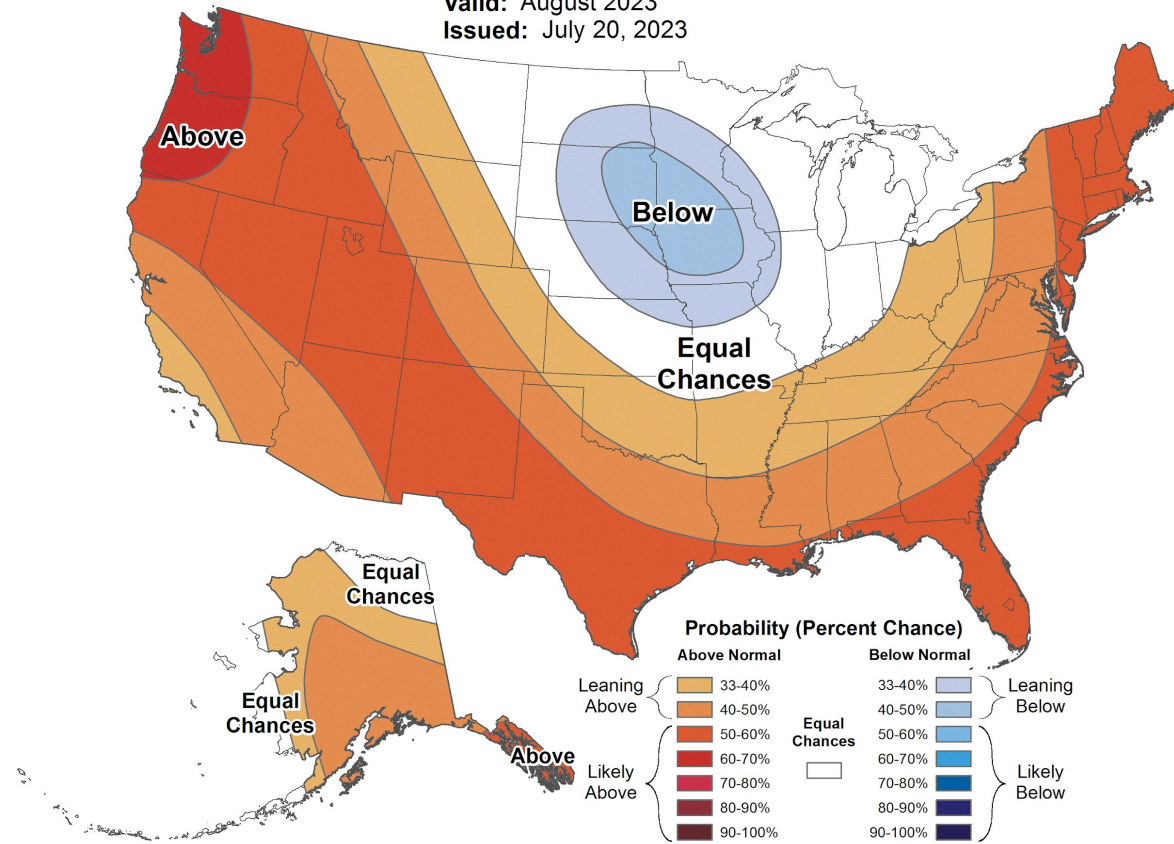 Valid: August 2023
Issued: July 20, 2023
Above
Below
Equal
Chances
Equal
Chances
Equal
Chances
Above
Probability (Percent Chance)
Above Normal
Below Normal
Leaning
Above
33-40%
40-50%
Likely
Above
50-60%
60-70%
70-80%
80-90%
90-100%
Equal
Chances
33-40%
40-50%
Leaning
Below
50-60%
60-70%
70-80%
80-90%
90-100%
Likely
Below